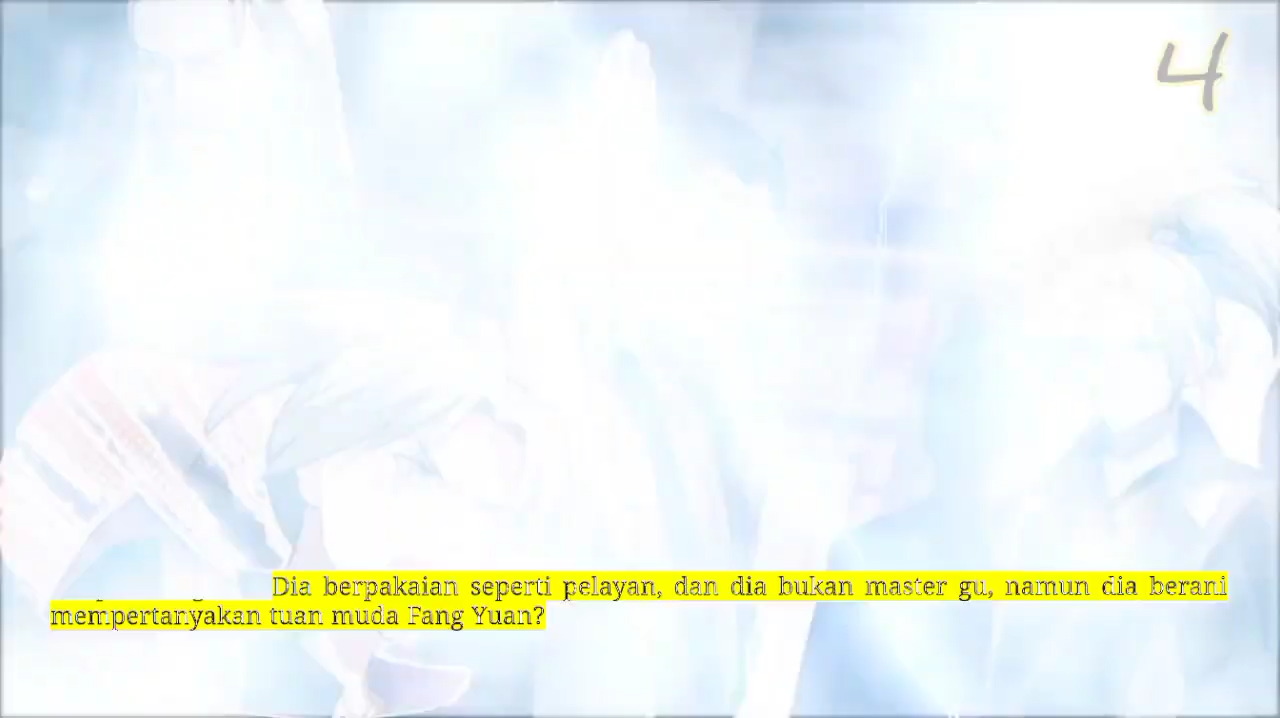 4
Dia berpakaian seperti pelayan, dan dia bukan master gu, namun dia berani
mempertanyakan tuan muda Fang Yuan?